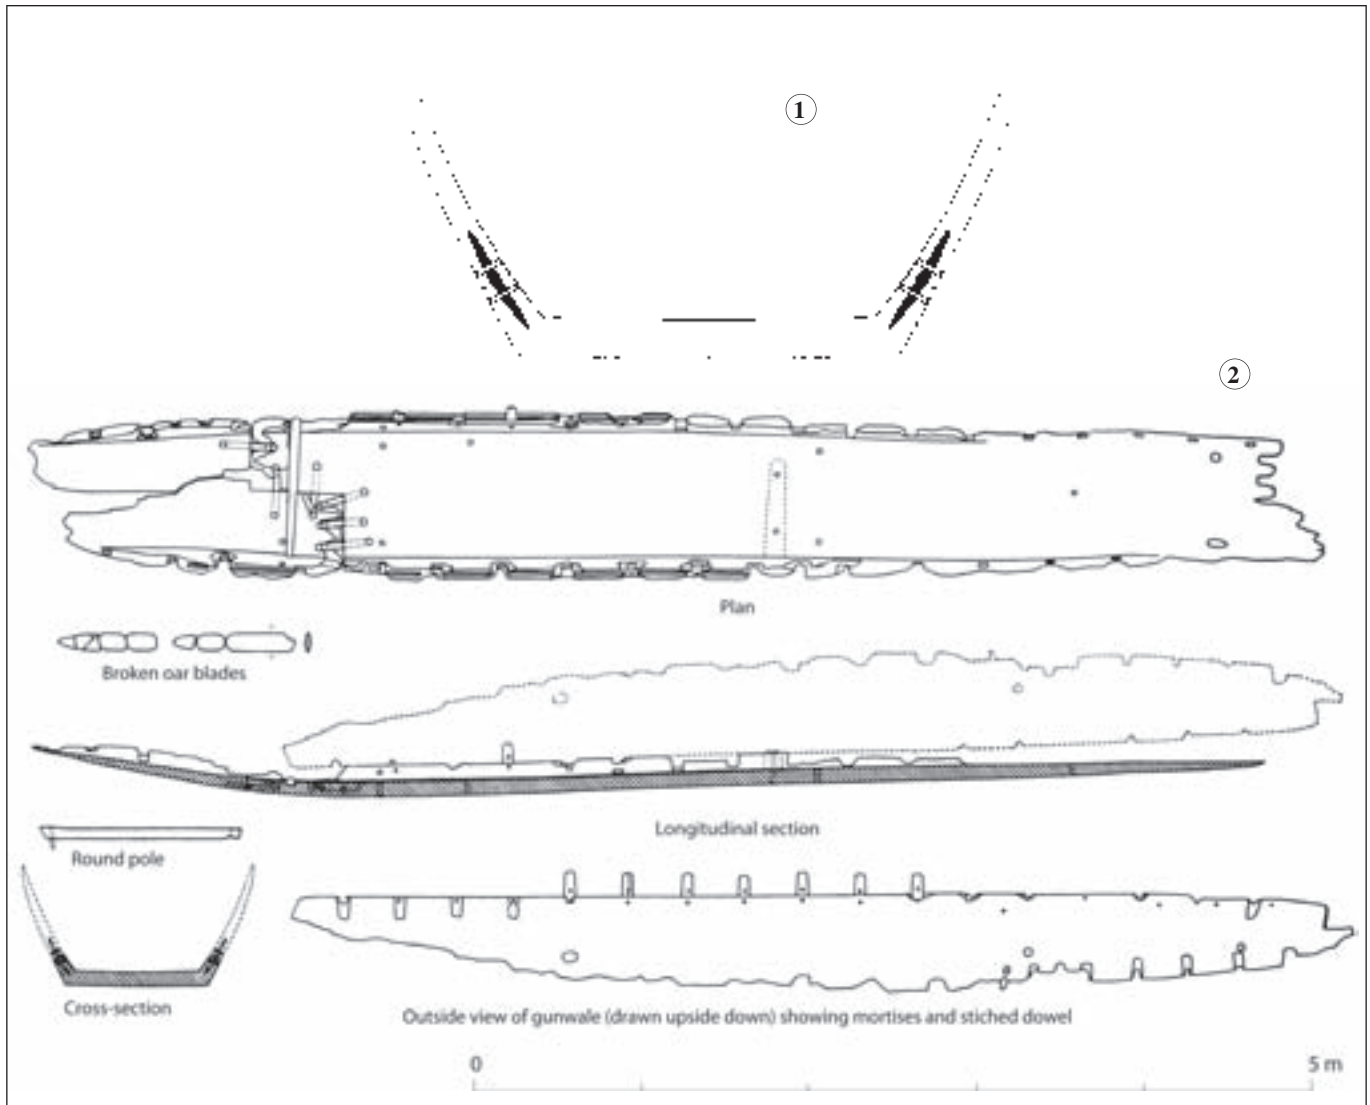 1
2
Plan
Broken oar blades
Longitudinal section
Round pole
Cross-section
Outside view of gunwale (drawn upside down) showing mortises and stiched dowel
0 5 m